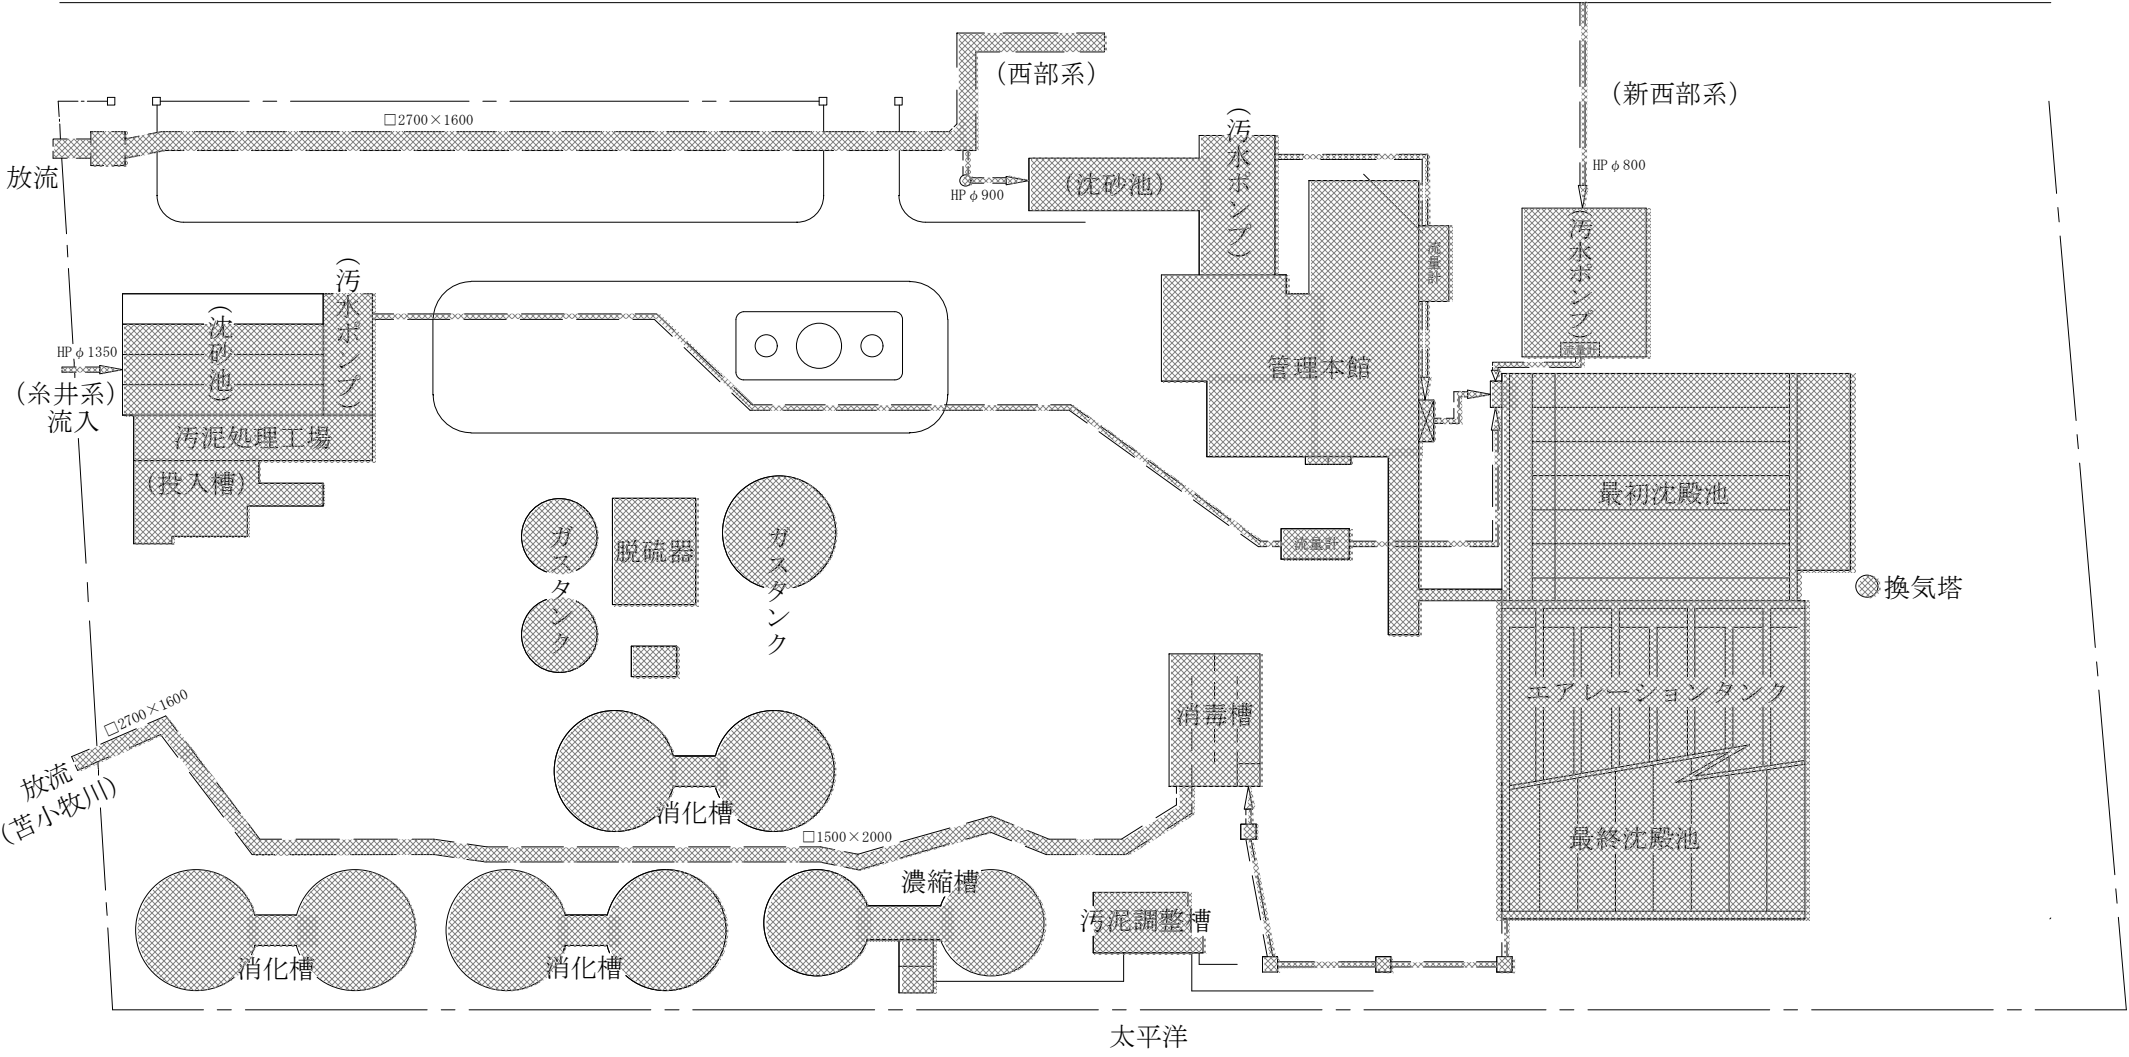 (西部系)
(新西部系)
□2700×1600
放流
HPφ900
(沈砂池)
(汚水ポンプ)
HPφ800
(汚水ポンプ)
流量計
流量計
(沈砂池)
(汚水ポンプ)
HPφ1350
(糸井系)
流入
汚泥処理工場
(投入槽)
管理本館
最初沈殿池
ガスタンク
脱硫器
ガスタンク
流量計
換気塔
エアレーションタンク
消毒槽
□2700×1600
放流
(苫小牧川)
消化槽
□1500×2000
最終沈殿池
濃縮槽
汚泥調整槽
消化槽
消化槽
太平洋